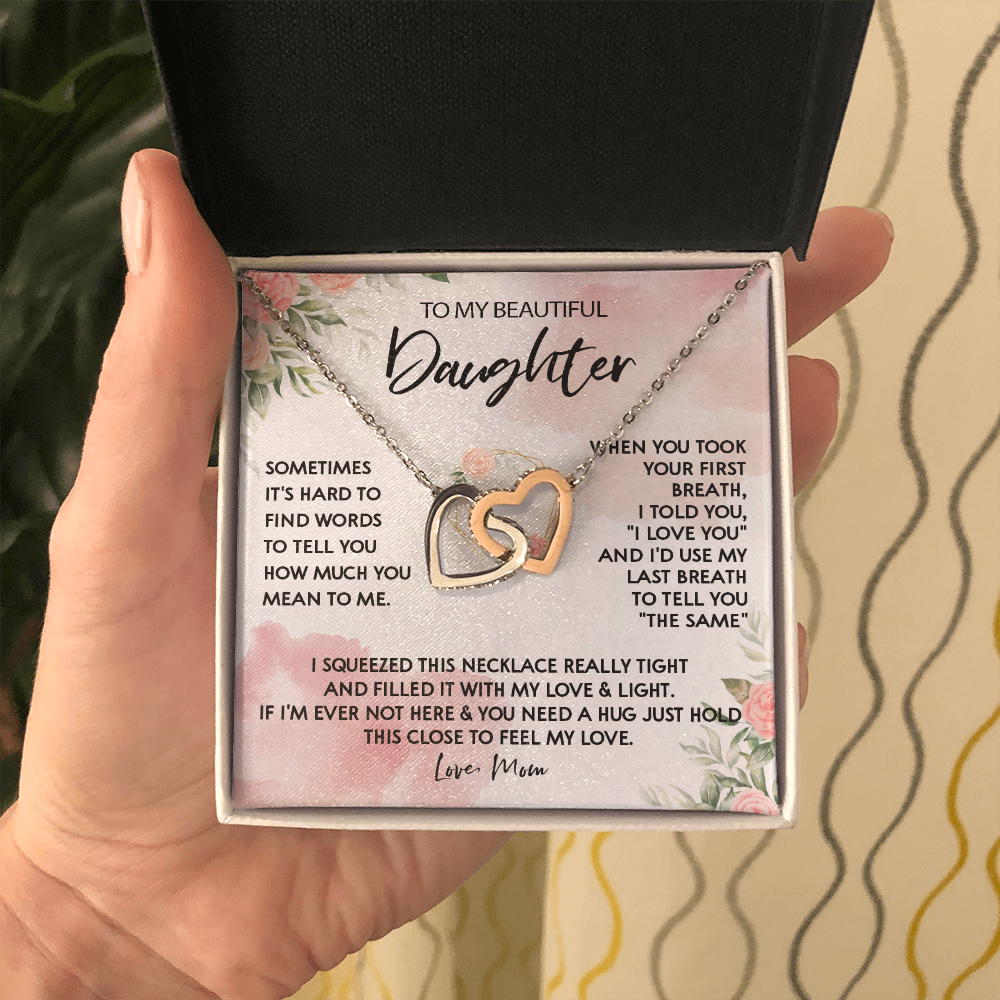 TO MY BEAUTIFUL
Daughter
SOMETIMES
IT'S HARD TO
FIND WORDS
TO TELL YOU
HOW MUCH YOU
MEAN TO ME.
WHEN YOU TOOK
YOUR FIRST
BREATH,
I TOLD YOU,
"I LOVE YOU"
AND I'D USE MY
LAST BREATH
TO TELL YOU
"THE SAME"
I SQUEEZED THIS NECKLACE REALLY TIGHT
AND FILLED IT WITH MY LOVE & LIGHT.
IF I'M EVER NOT HERE & YOU NEED A HUG JUST HOLD
THIS CLOSE TO FEEL MY LOVE.
Love, Mom